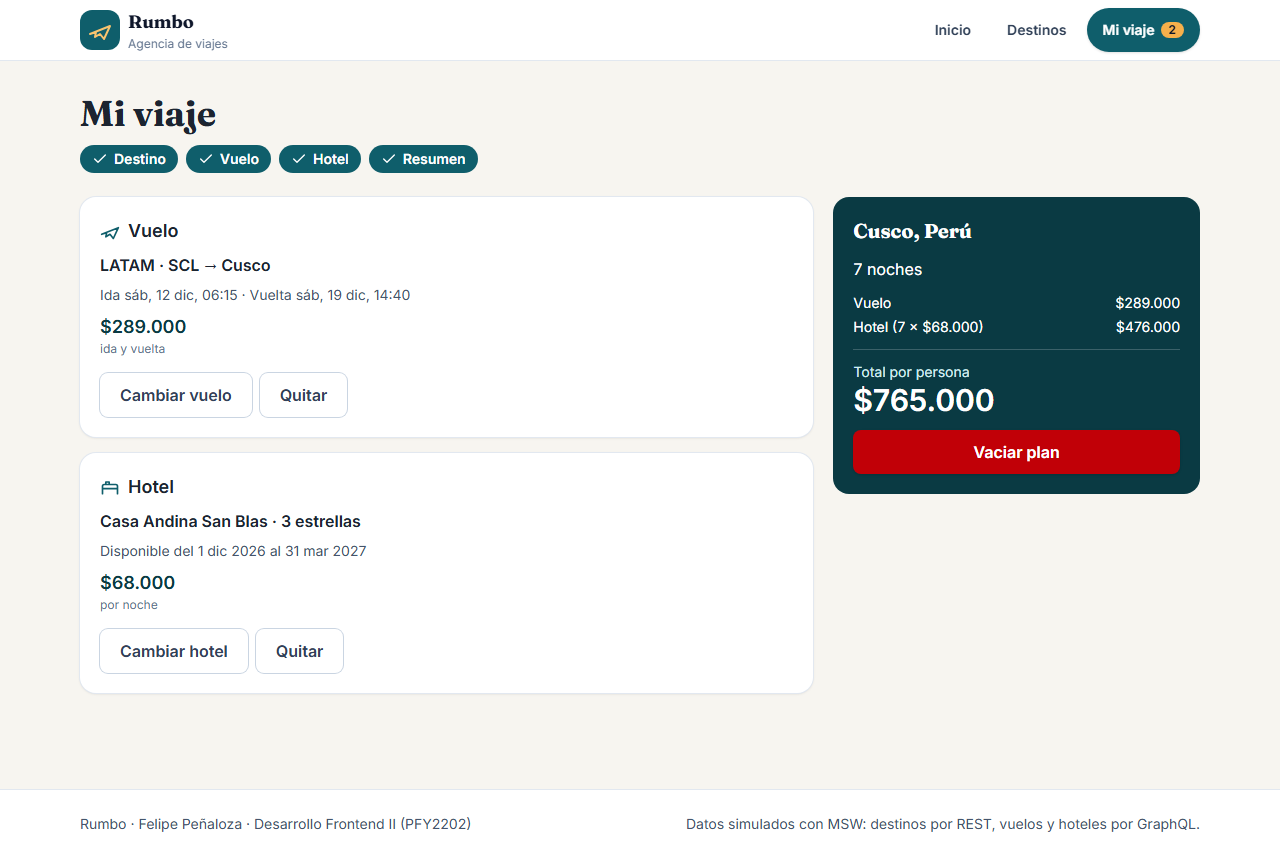 Rumbo
Agencia de viajes
Inicio
Destinos
Mi viaje 2
Mi viaje
Destino
Vuelo
Hotel
Resumen
Vuelo
LATAM · SCL → Cusco
Ida sáb, 12 dic, 06:15 · Vuelta sáb, 19 dic, 14:40
$289.000
ida y vuelta
Cambiar vuelo
Quitar
Hotel
Casa Andina San Blas · 3 estrellas
Disponible del 1 dic 2026 al 31 mar 2027
$68.000
por noche
Cambiar hotel
Quitar
Cusco, Perú
7 noches
Vuelo $289.000
Hotel (7 × $68.000) $476.000
Total por persona
$765.000
Vaciar plan
Rumbo · Felipe Peñaloza · Desarrollo Frontend II (PFY2202)
Datos simulados con MSW: destinos por REST, vuelos y hoteles por GraphQL.